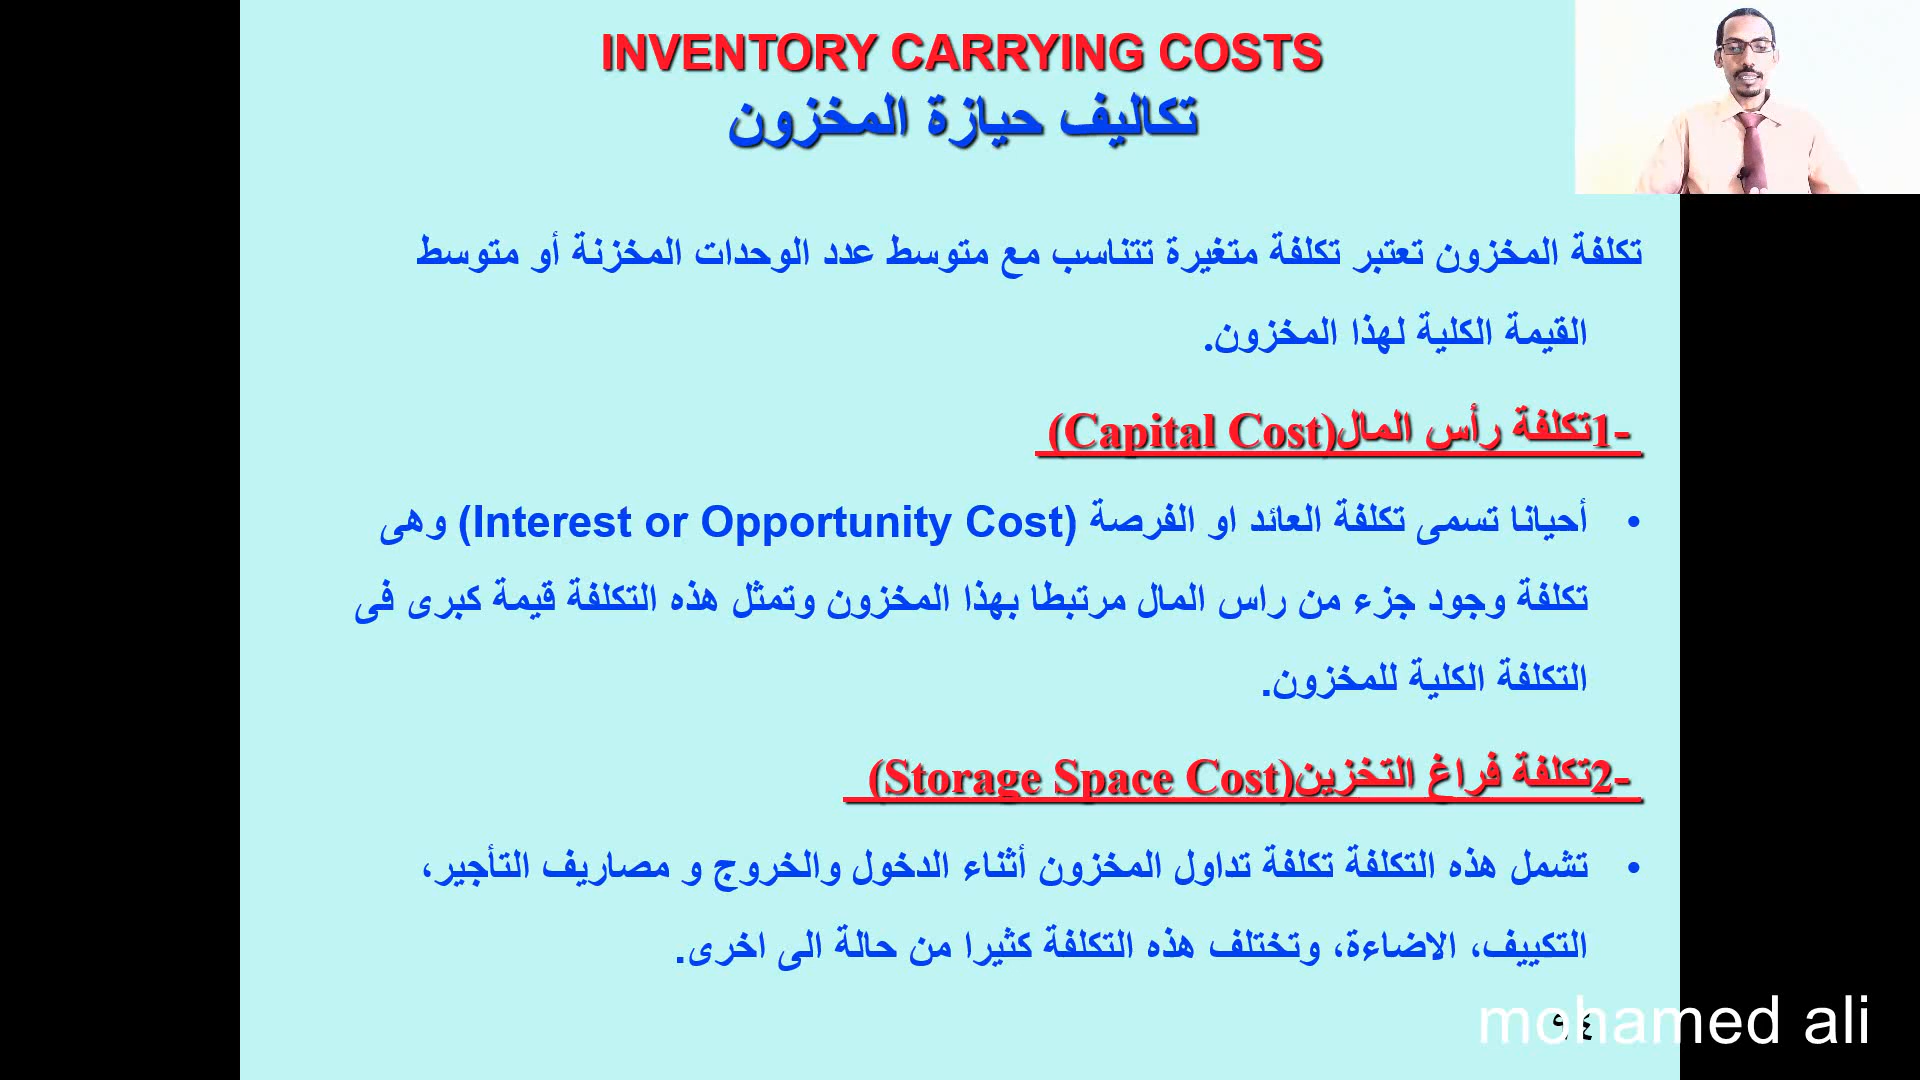 INVENTORY CARRYING COSTS
تكاليف حيازة المخزون
تكلفة المخزون تعتبر تكلفة متغيرة تتناسب مع متوسط عدد الوحدات المخزنة أو متوسط
القيمة الكلية لهذا المخزون.
1-تكلفة رأس المال(Capital Cost)
• أحيانا تسمى تكلفة العائد او الفرصة (Interest or Opportunity Cost) وهى
تكلفة وجود جزء من راس المال مرتبطا بهذا المخزون وتمثل هذه التكلفة قيمة كبرى فى
التكلفة الكلية للمخزون.
2-تكلفة فراغ التخزين(Storage Space Cost)
• تشمل هذه التكلفة تكلفة تداول المخزون أثناء الدخول والخروج و مصاريف التأجير،
التكييف، الاضاءة، وتختلف هذه التكلفة كثيرا من حالة الى اخرى.
٩٤
mohamed ali